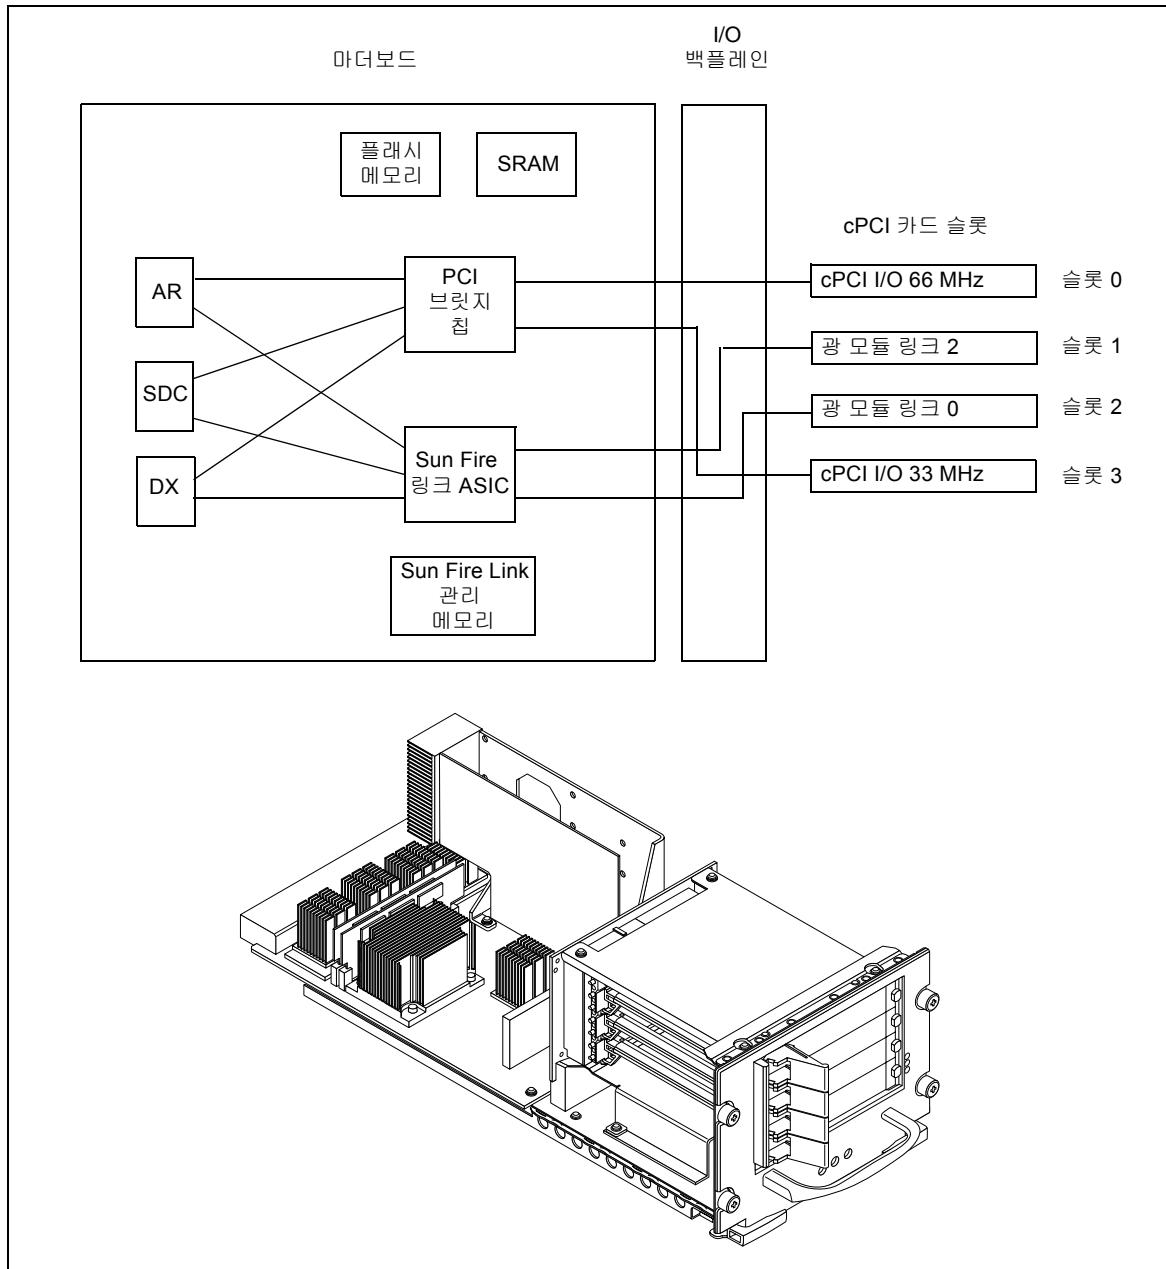 마더보드
I/O
백플레인
플래시
메모리
SRAM
cPCI 카드 슬롯
AR
PCI
브릿지
칩
cPCI I/O 66 MHz
슬롯 0
광 모듈 링크 2
슬롯 1
SDC
광 모듈 링크 0
슬롯 2
DX
Sun Fire
링크 ASIC
cPCI I/O 33 MHz
슬롯 3
Sun Fire Link
관리
메모리